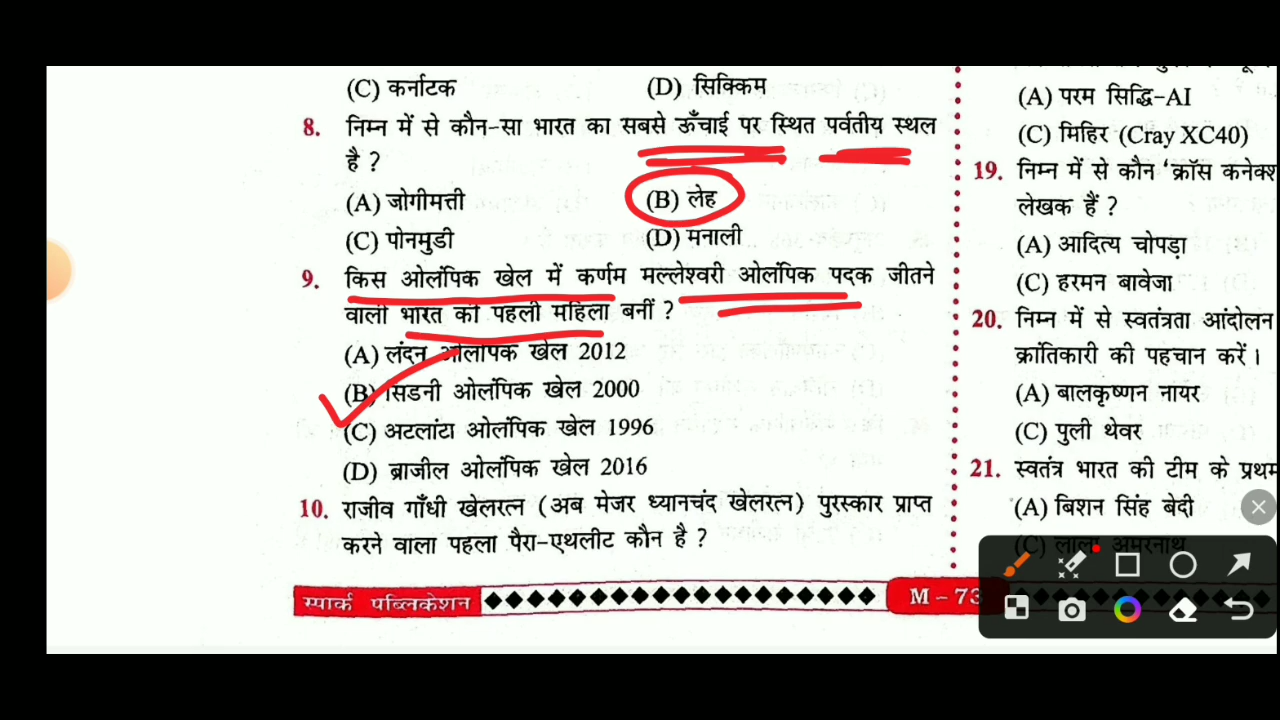 (C) कर्नाटक (D) सिक्किम
8. निम्न में से कौन-सा भारत का सबसे ऊँचाई पर स्थित पर्वतीय स्थल
है ?
(A) जोगीमत्ती (B) लेह
(C) पोनमुडी (D) मनाली
9. किस ओलंपिक खेल में कर्णम मल्लेश्वरी ओलंपिक पदक जीतने
वाली भारत की पहली महिला बनीं ?
(A) लंदन ओलंपिक खेल 2012
(B) सिडनी ओलंपिक खेल 2000
(C) अटलांटा ओलंपिक खेल 1996
(D) ब्राजील ओलंपिक खेल 2016
10. राजीव गाँधी खेलरत्न (अब मेजर ध्यानचंद खेलरत्न) पुरस्कार प्राप्त
करने वाला पहला पैरा-एथलीट कौन है ?
स्पार्क पब्लिकेशन
M – 73
(A) परम सिद्धि-AI
(C) मिहिर (Cray XC40)
19. निम्न में से कौन 'क्रॉस कनेक्श
लेखक हैं ?
(A) आदित्य चोपड़ा
(C) हरमन बावेजा
20. निम्न में से स्वतंत्रता आंदोलन
क्रांतिकारी की पहचान करें।
(A) बालकृष्णन नायर
(C) पुली थेवर
21. स्वतंत्र भारत की टीम के प्रथम
(A) बिशन सिंह बेदी
(C) लाला अमरनाथ